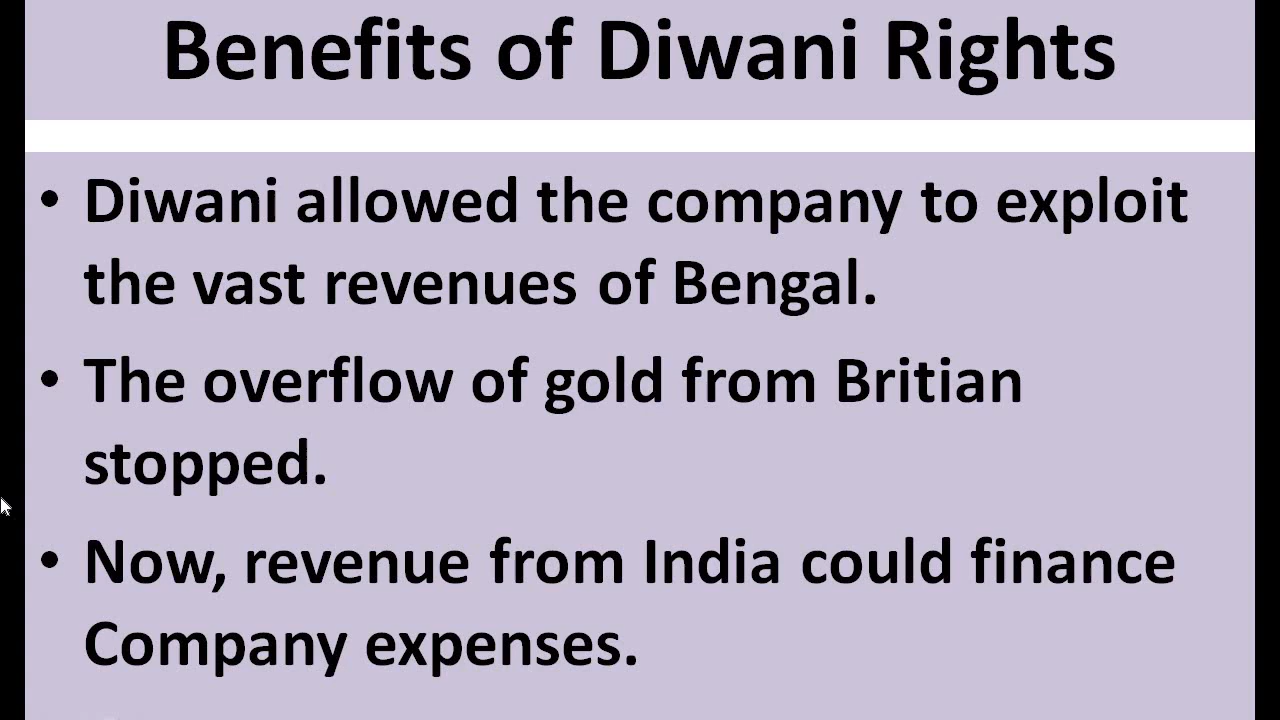 Benefits of Diwani Rights
• Diwani allowed the company to exploit
the vast revenues of Bengal.
• The overflow of gold from Britian
stopped.
• Now, revenue from India could finance
Company expenses.